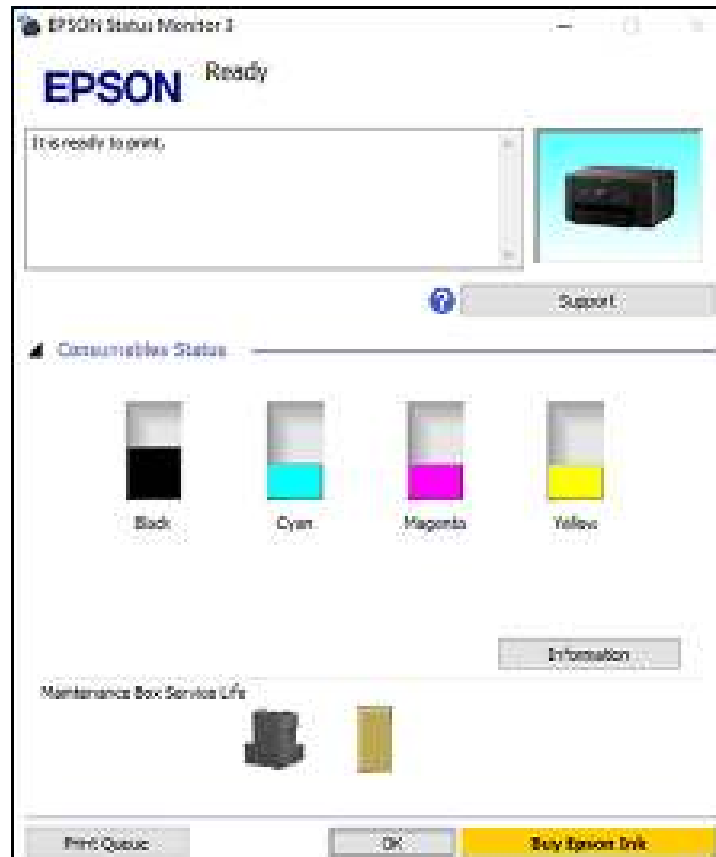 EPSON Status Monitor 3
EPSON
Ready
It is ready to print.
Support
Consumables Status
Black
Cyan
Magenta
Yellow
Information
Maintenance Box Service Life
Print Queue
OK
Buy Epson Ink